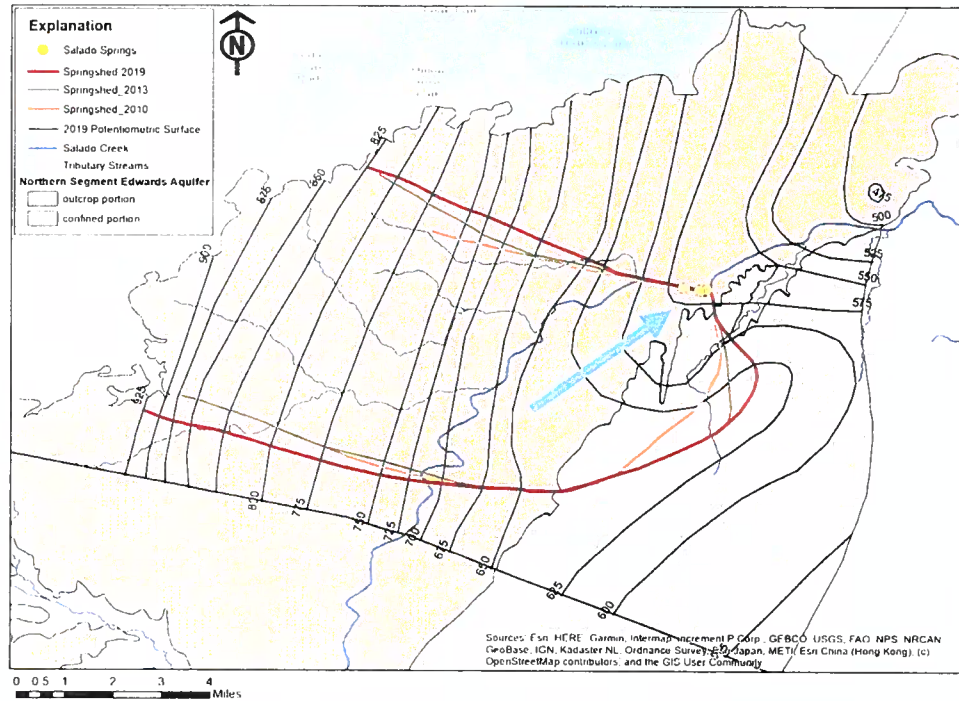 Explanation
N
Salado Springs
Springshed 2019
Springshed_2013
Springshed_2010
2019 Potentiometric Surface
Salado Creek
Tributary Streams
Northern Segment Edwards Aquifer
outcrop portion
confined portion
825
475
500
525
550
575
900
925
800
775
750
725
700
650
625
600
Sources: Esri, HERE, Garmin, Intermap, increment P Corp., GEBCO, USGS, FAO, NPS, NRCAN
GeoBase, IGN, Kadaster NL, Ordnance Survey, Esri Japan, METI, Esri China (Hong Kong), (c)
OpenStreetMap contributors, and the GIS User Community
0 0.5 1 2 3 4
Miles